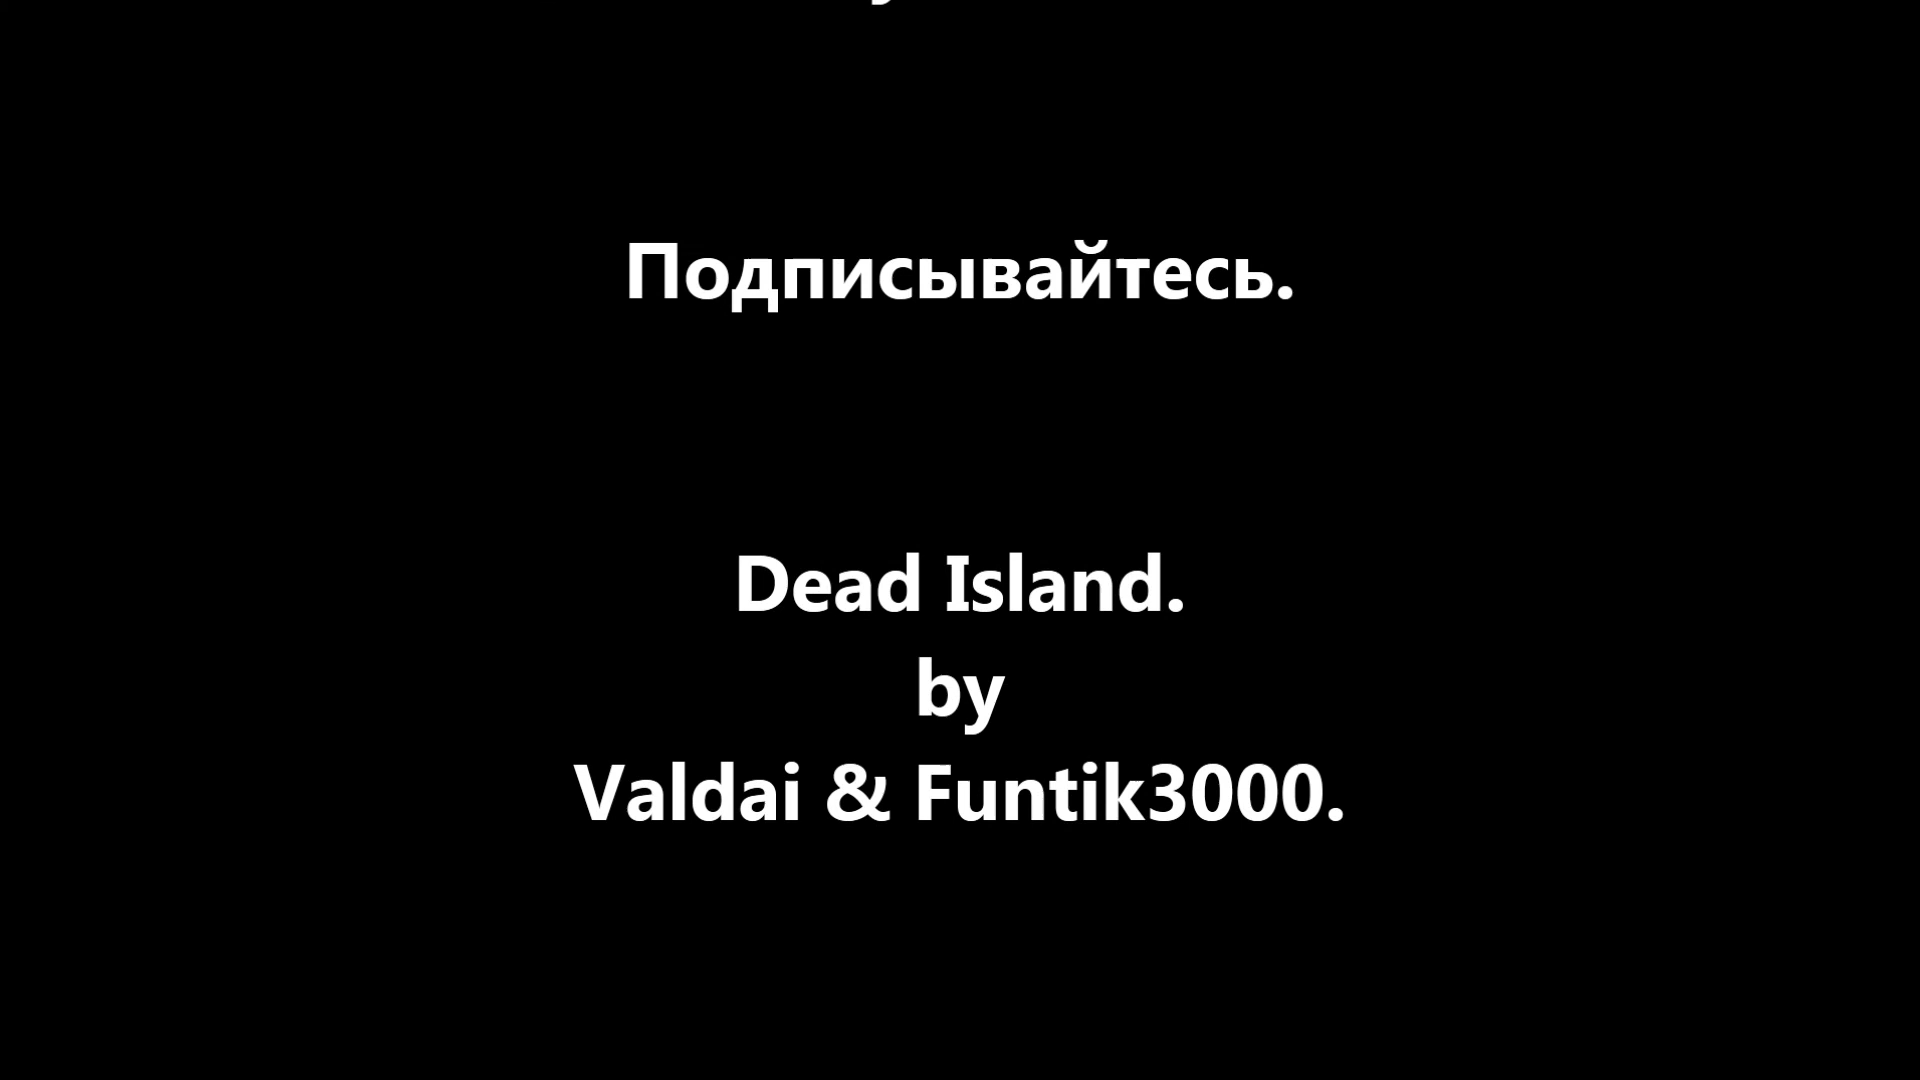 Подписывайтесь.
Dead Island.
by
Valdai & Funtik3000.